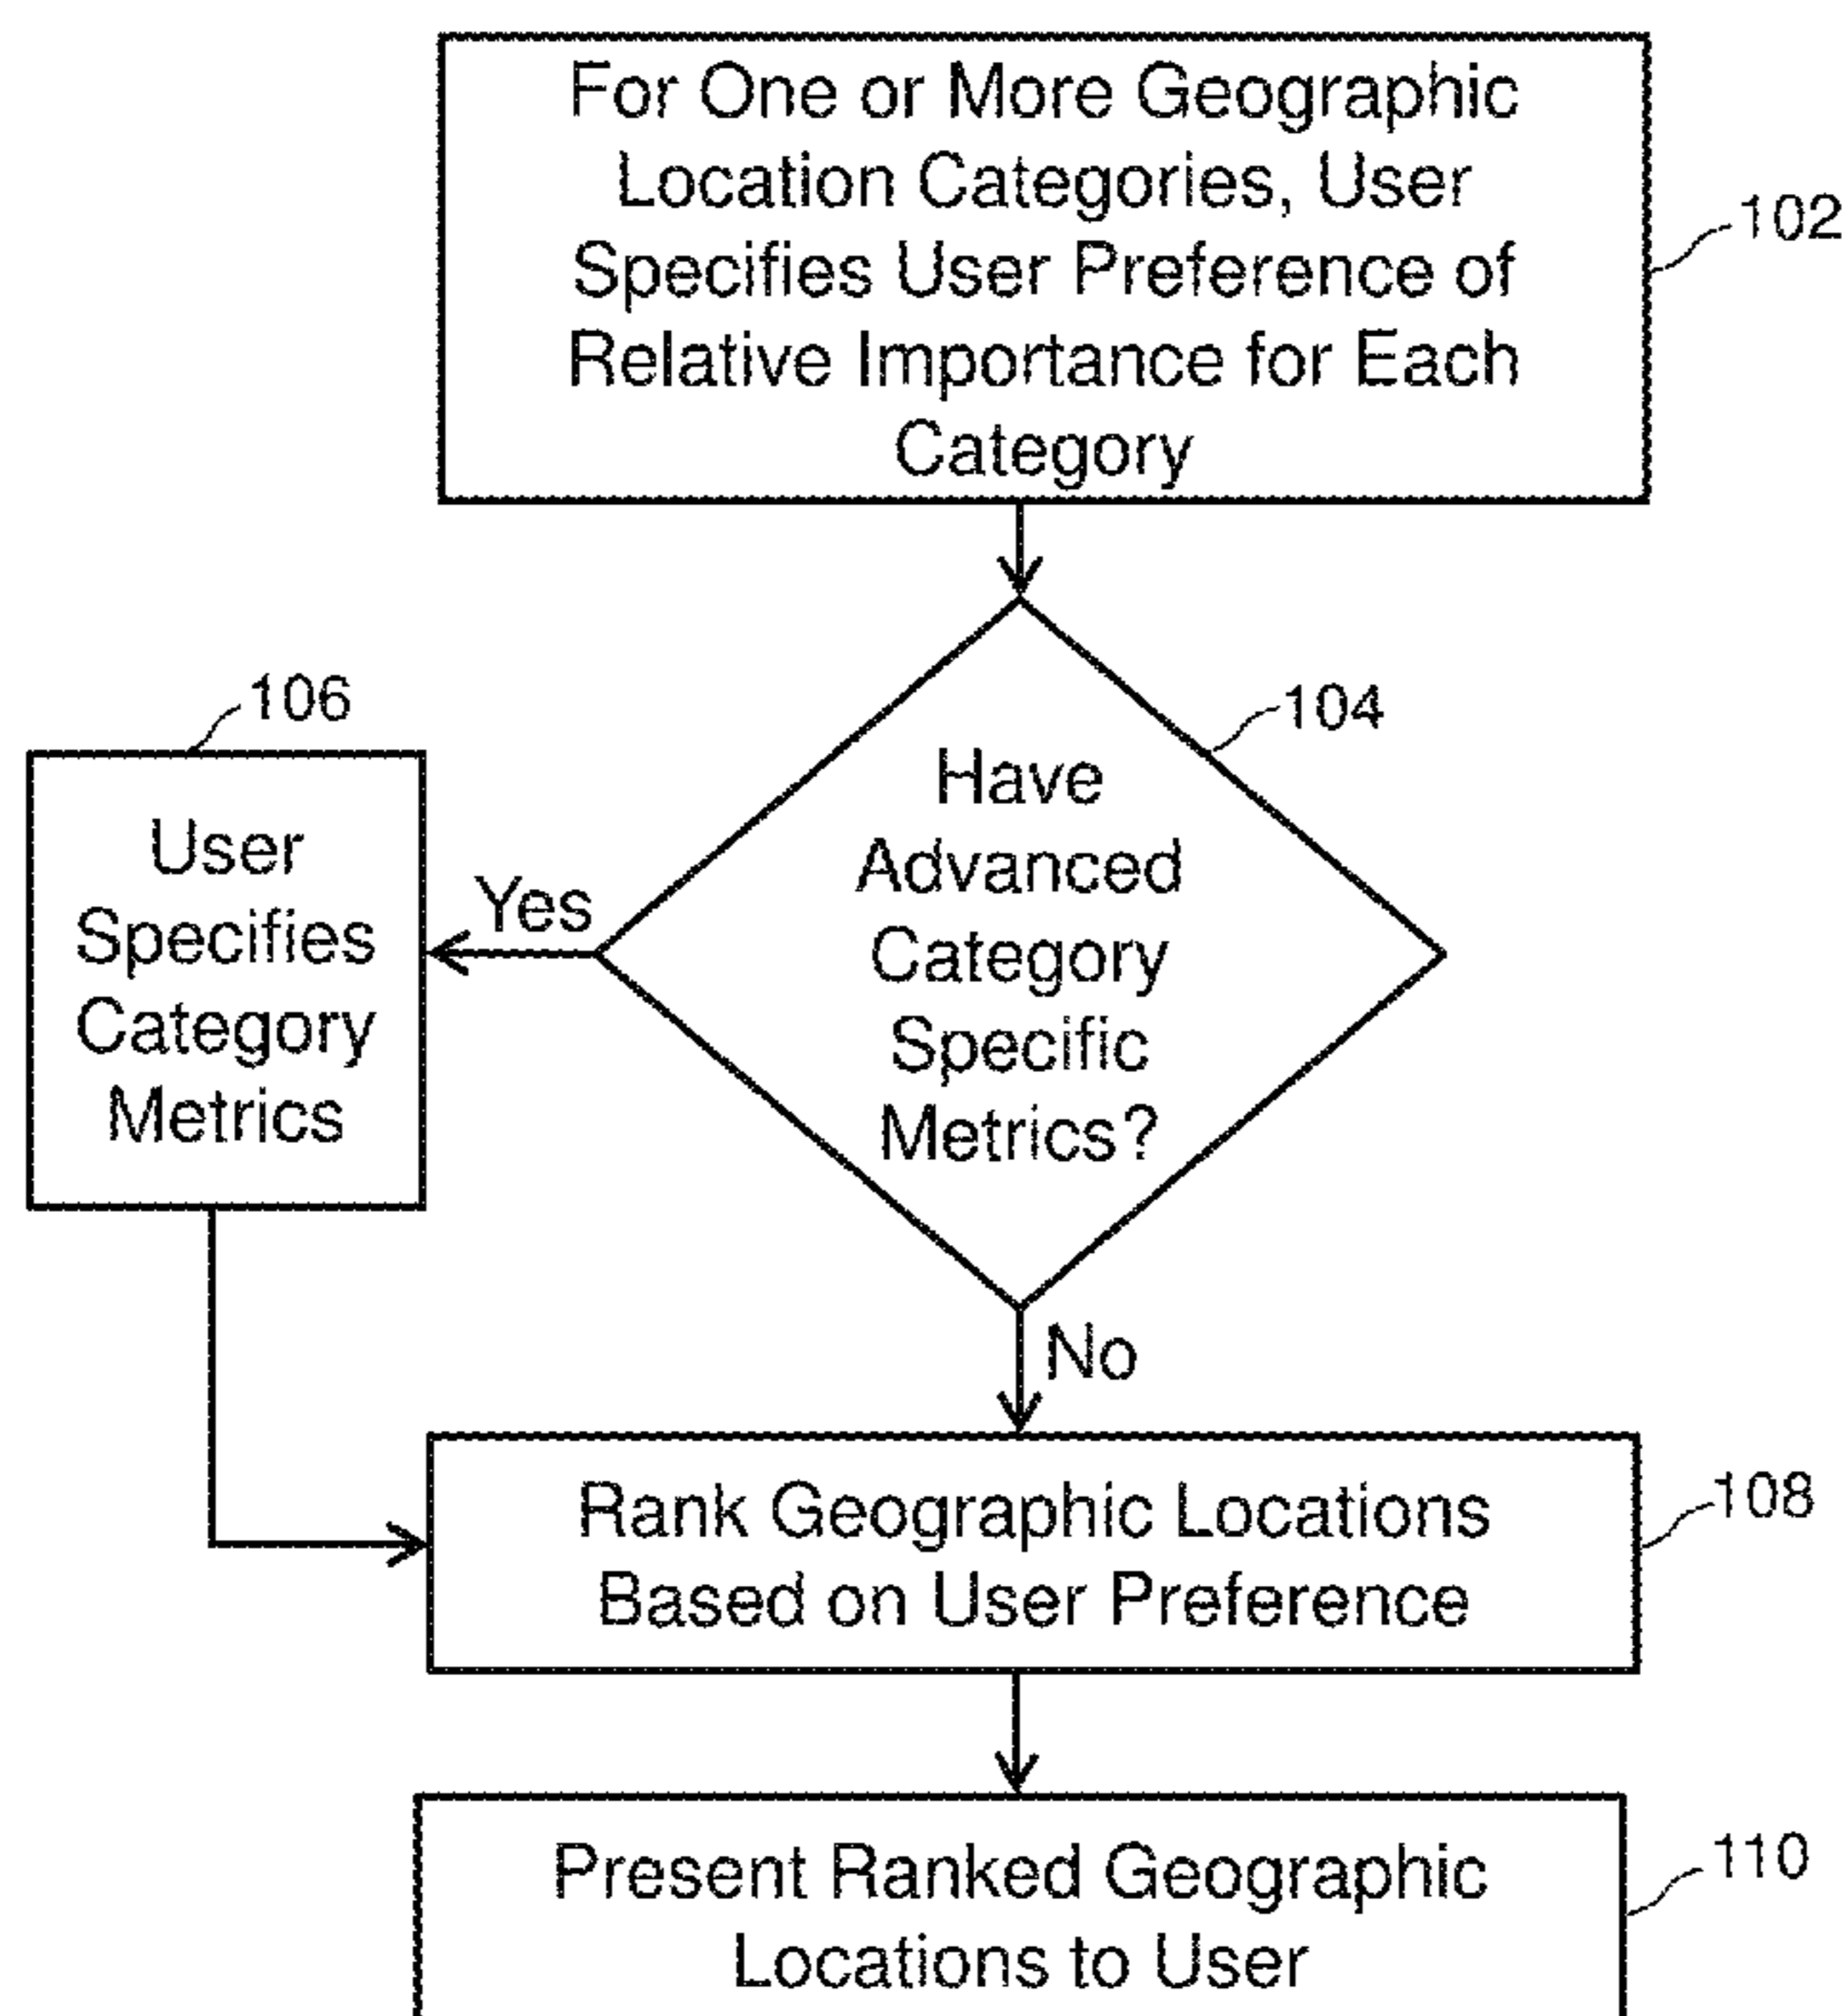 For One or More Geographic
Location Categories, User
Specifies User Preference of
Relative Importance for Each
Category
102
104
Have
Advanced
Category
Specific
Metrics?
106
User
Specifies
Category
Metrics
Yes
No
Rank Geographic Locations
Based on User Preference
108
Present Ranked Geographic
Locations to User
110